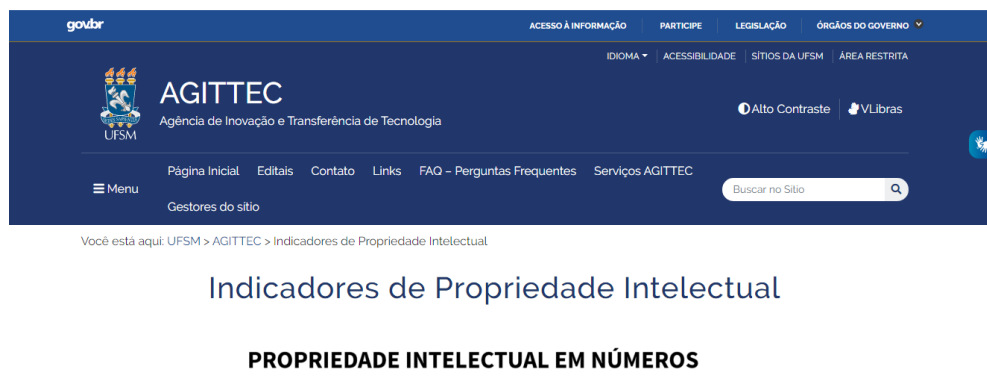 gov.br
ACESSO À INFORMAÇÃO PARTICIPE LEGISLAÇÃO ÓRGÃOS DO GOVERNO
IDIOMA ACESSIBILIDADE SÍTIOS DA UFSM ÁREA RESTRITA
UFSM
AGITTEC
Agência de Inovação e Transferência de Tecnologia
Alto Contraste VLibras
Menu
Página Inicial Editais Contato Links FAQ – Perguntas Frequentes Serviços AGITTEC
Gestores do sítio
Buscar no Sítio
Você está aqui: UFSM > AGITTEC > Indicadores de Propriedade Intelectual
Indicadores de Propriedade Intelectual
PROPRIEDADE INTELECTUAL EM NÚMEROS